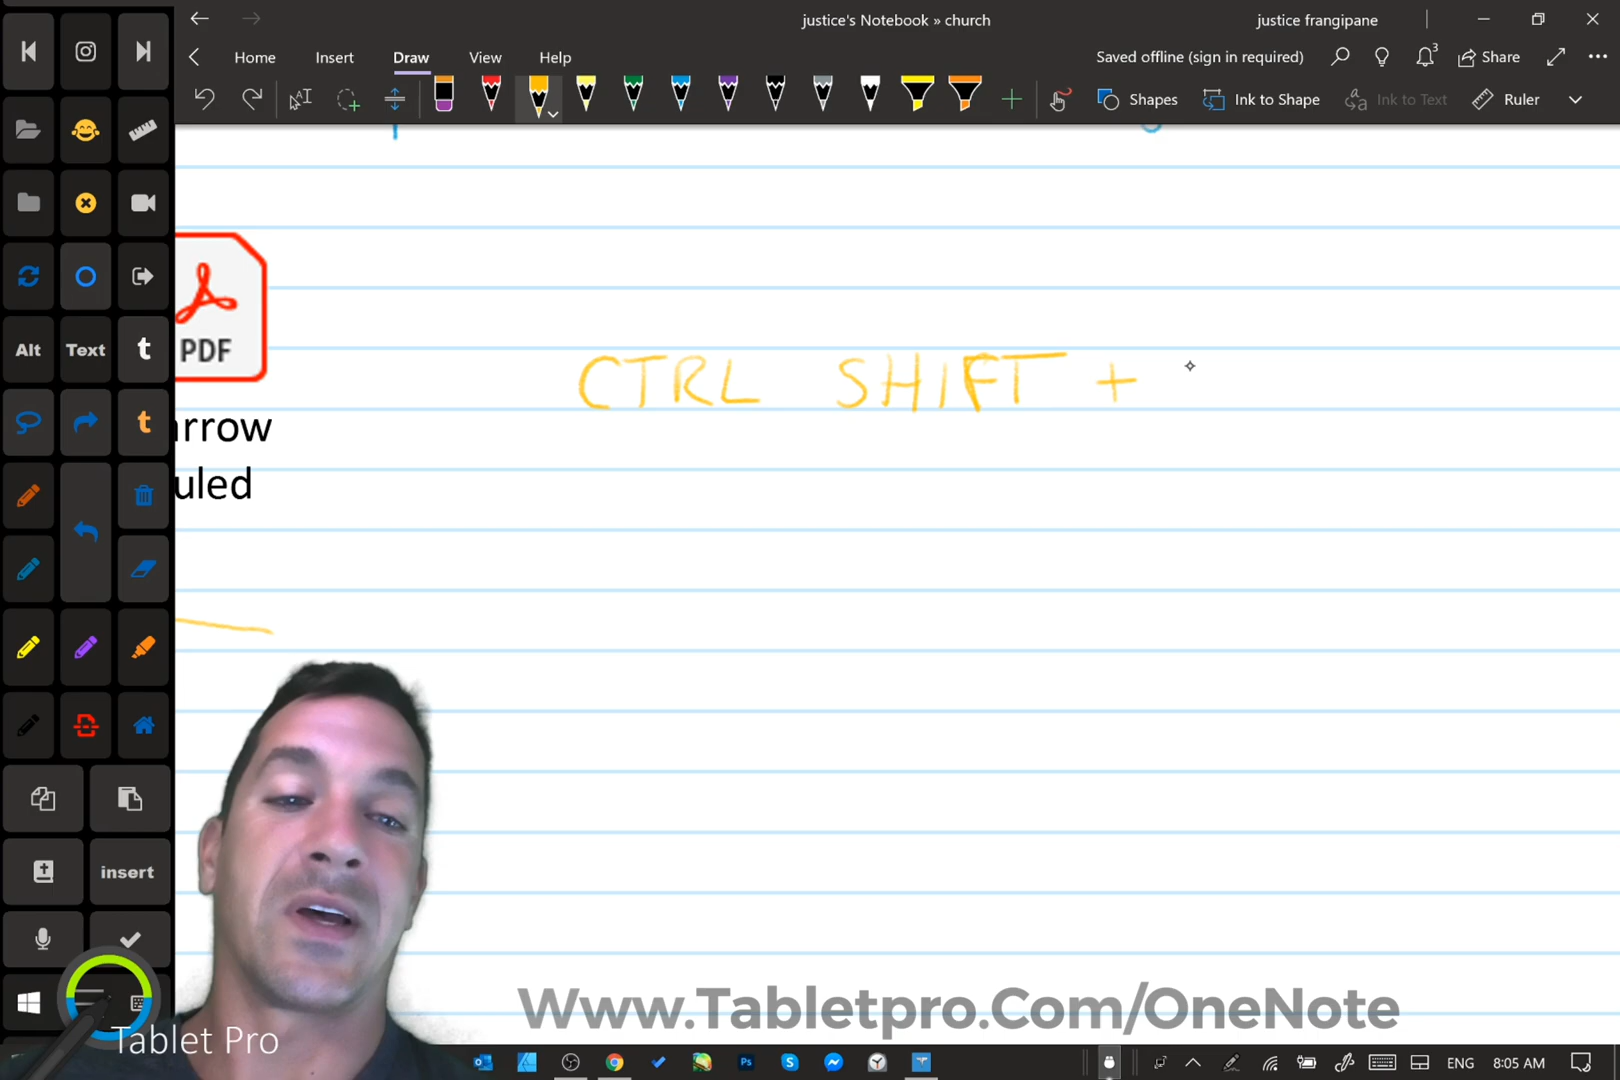 justice's Notebook » church
justice frangipane
Home Insert Draw View Help
Saved offline (sign in required)
3
Share
Shapes
Ink to Shape
Ink to Text
Ruler
PDF
CTRL SHIFT +
Alt Text t
arrow
t
uled
insert
Www.Tabletpro.Com/OneNote
Tablet Pro
ENG 8:05 AM